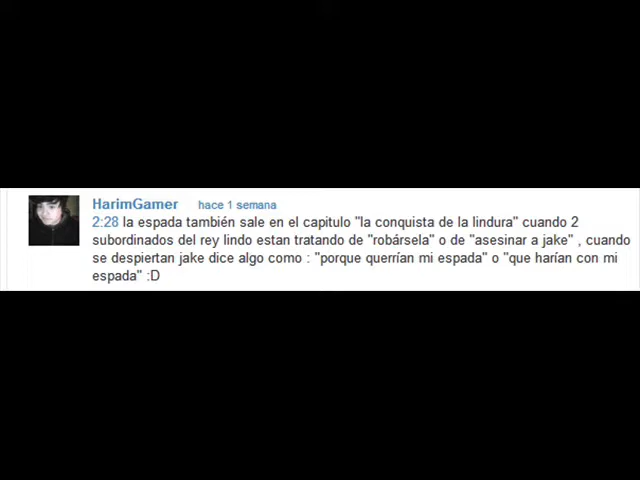 HarimGamer hace 1 semana
2:28 la espada también sale en el capitulo "la conquista de la lindura" cuando 2
subordinados del rey lindo estan tratando de "robársela" o de "asesinar a jake" , cuando
se despiertan jake dice algo como : "porque querrían mi espada" o "que harían con mi
espada" :D